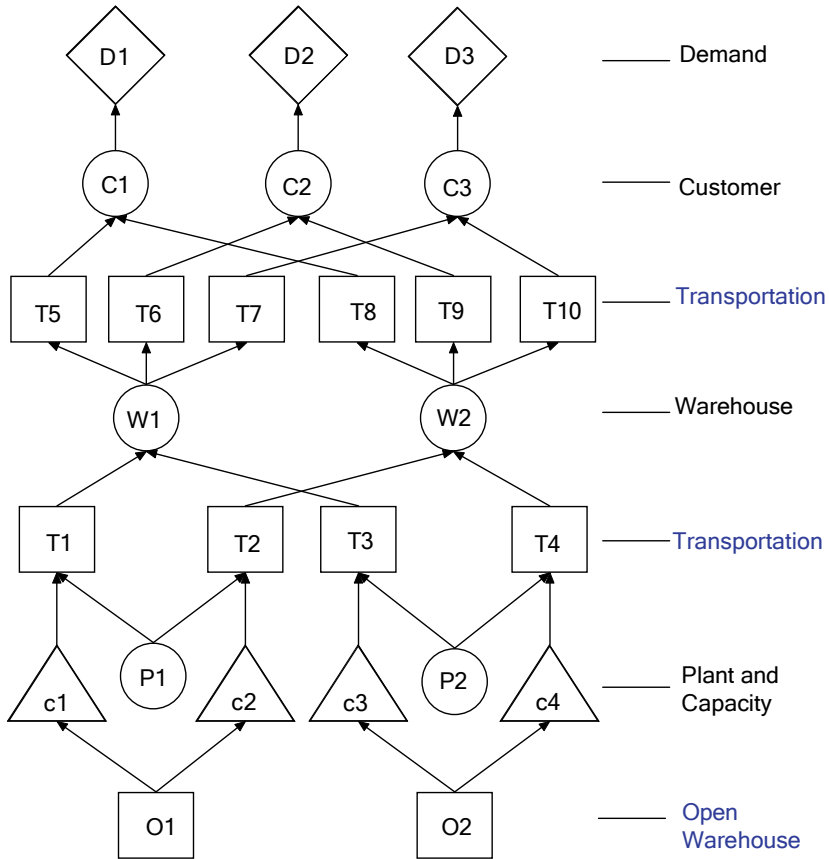 D1 D2 D3 Demand
C1 C2 C3 Customer
T5 T6 T7 T8 T9 T10 Transportation
W1 W2 Warehouse
T1 T2 T3 T4 Transportation
c1 P1 c2 c3 P2 c4 Plant and
Capacity
O1 O2 Open
Warehouse